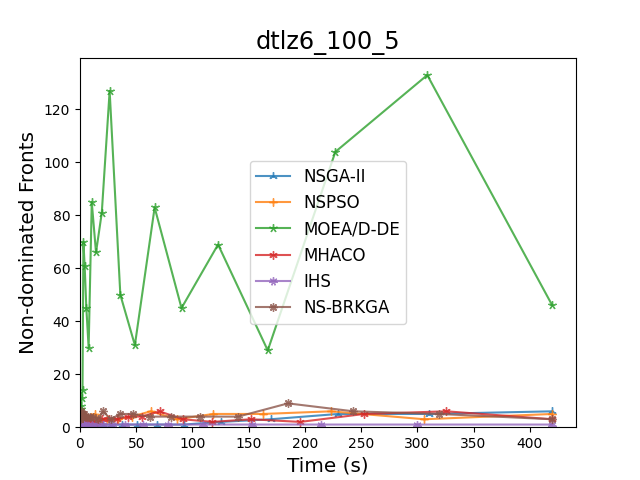 dtlz6_100_5
Non-dominated Fronts
120
100
80
60
40
20
0
NSGA-II
NSPSO
MOEA/D-DE
MHACO
IHS
NS-BRKGA
0 50 100 150 200 250 300 350 400
Time (s)